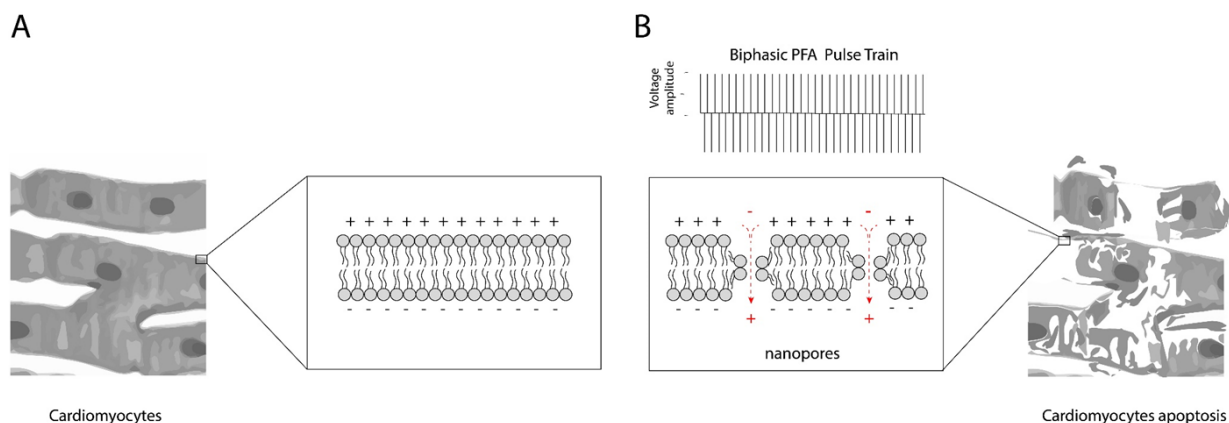 A
B
Biphasic PFA Pulse Train
Voltage
amplitude
-
-
-
+ + + + + + + + + + + +
- - - - - - - - - - - -
+ + + + - + + + + + - + +
- - - - + - - - - - + - -
nanopores
Cardiomyocytes
Cardiomyocytes apoptosis